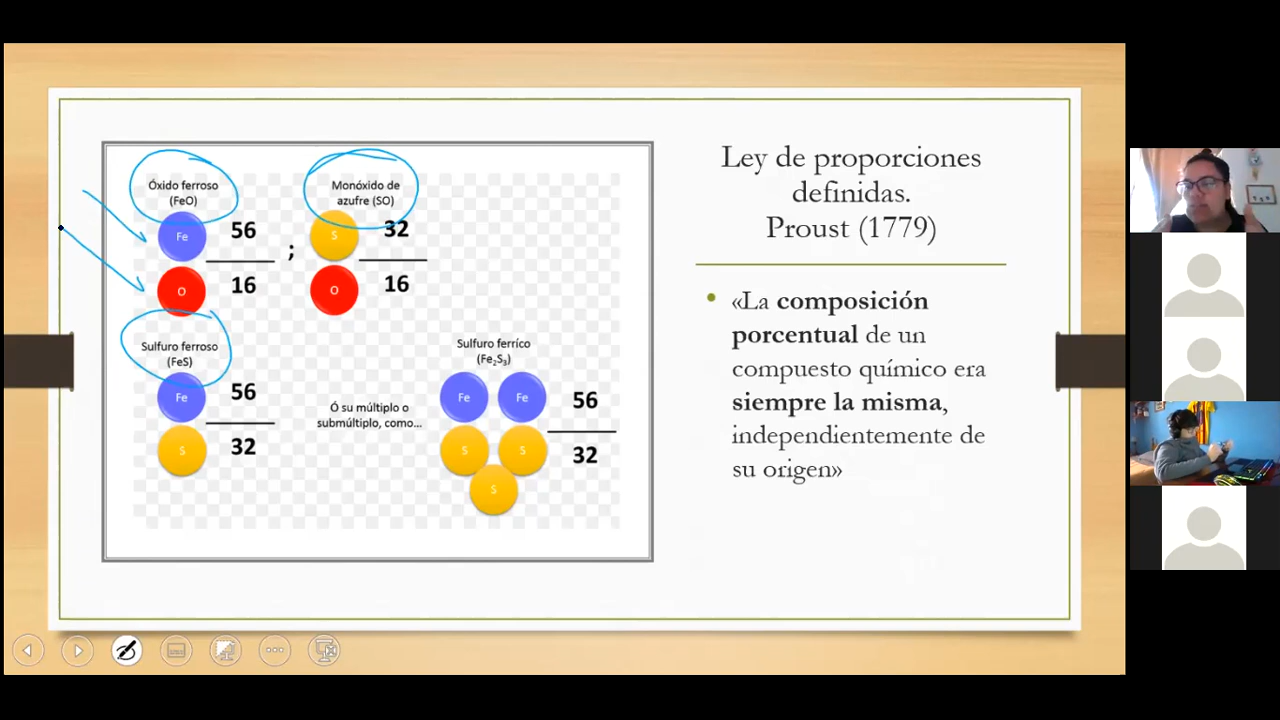 Óxido ferroso
(FeO)
Fe
56
O
16
;
Monóxido de
azufre (SO)
S
32
O
16
Sulfuro ferroso
(FeS)
Fe
56
S
32
Ó su múltiplo o
submúltiplo, como...
Sulfuro ferríco
(Fe₂S₃)
Fe Fe
56
S S
32
S
Ley de proporciones
definidas.
Proust (1779)
• «La composición
porcentual de un
compuesto químico era
siempre la misma,
independientemente de
su origen»